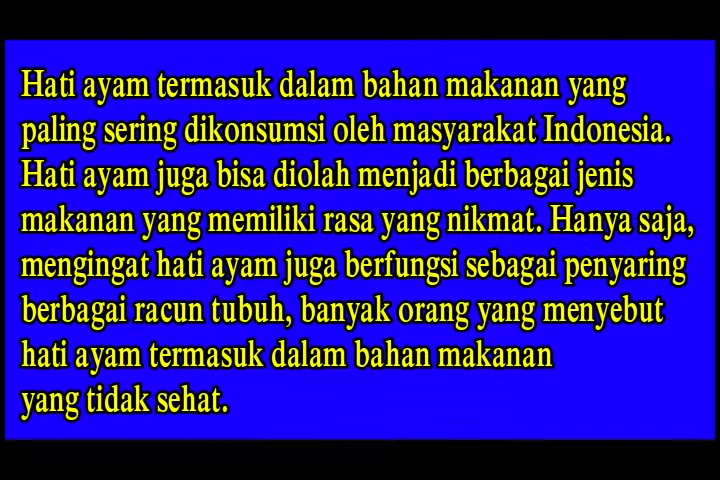 Hati ayam termasuk dalam bahan makanan yang
paling sering dikonsumsi oleh masyarakat Indonesia.
Hati ayam juga bisa diolah menjadi berbagai jenis
makanan yang memiliki rasa yang nikmat. Hanya saja,
mengingat hati ayam juga berfungsi sebagai penyaring
berbagai racun tubuh, banyak orang yang menyebut
hati ayam termasuk dalam bahan makanan
yang tidak sehat.